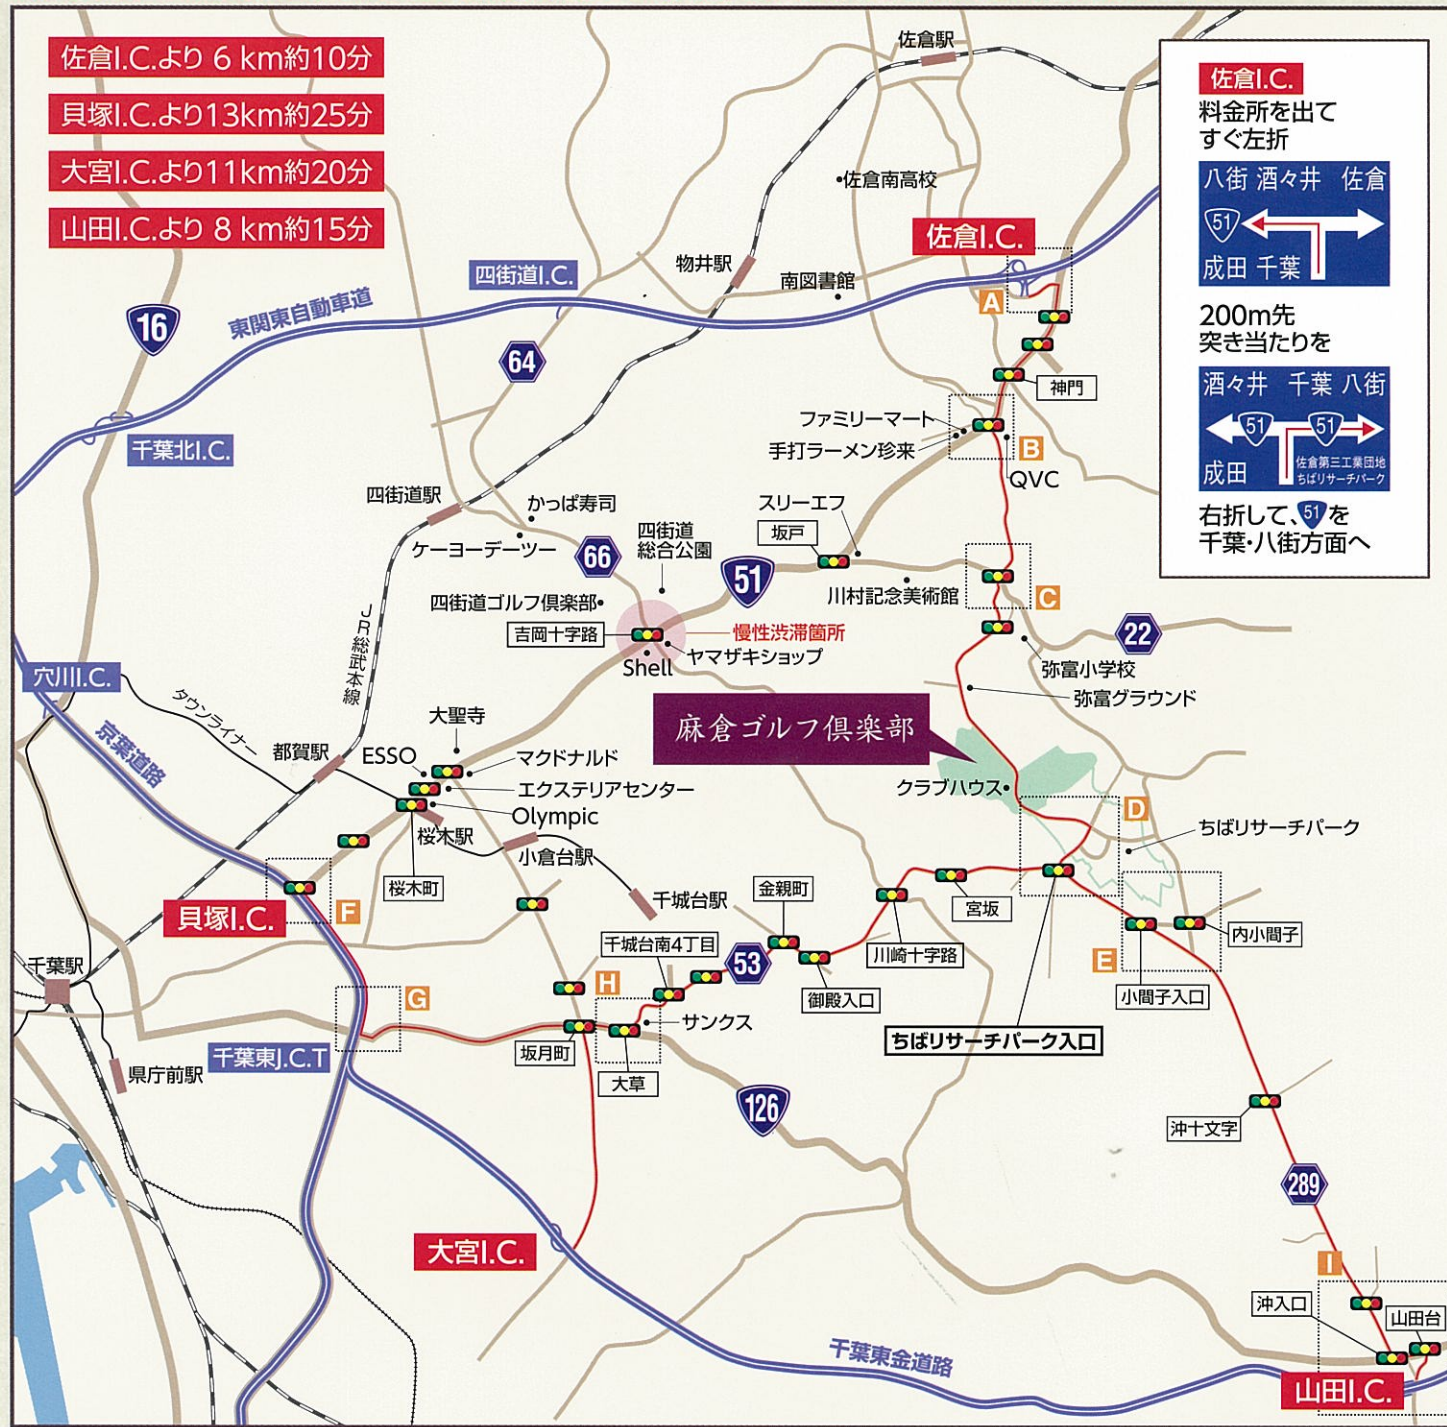 佐倉I.C.より 6 km約10分
貝塚I.C.より13km約25分
大宮I.C.より11km約20分
山田I.C.より 8 km約15分
佐倉I.C.
料金所を出て
すぐ左折
八街 酒々井 佐倉
51
成田 千葉
200m先
突き当たりを
酒々井 千葉 八街
51 51
成田
佐倉第三工業団地
ちばリサーチパーク
右折して、51を
千葉・八街方面へ
佐倉駅
佐倉南高校
佐倉I.C.
物井駅
南図書館
四街道I.C.
A
東関東自動車道
16
64
神門
ファミリーマート
手打ラーメン珍来
B
QVC
千葉北I.C.
四街道駅
かっぱ寿司
ケーヨーデーツー
四街道
総合公園
スリーエフ
坂戸
66
51
川村記念美術館
C
四街道ゴルフ倶楽部
吉岡十字路
慢性渋滞箇所
ヤマザキショップ
Shell
22
弥富小学校
弥富グラウンド
JR総武本線
穴川I.C.
タウンライナー
京葉道路
都賀駅
大聖寺
ESSO
マクドナルド
エクステリアセンター
Olympic
桜木駅
小倉台駅
桜木町
麻倉ゴルフ倶楽部
クラブハウス
D
ちばリサーチパーク
貝塚I.C.
F
千城台駅
金親町
宮坂
千城台南4丁目
53
川崎十字路
御殿入口
E
内小間子
小間子入口
千葉駅
G
H
サンクス
坂月町
大草
ちばリサーチパーク入口
千葉東J.C.T
県庁前駅
126
沖十文字
289
大宮I.C.
I
沖入口
山田台
千葉東金道路
山田I.C.